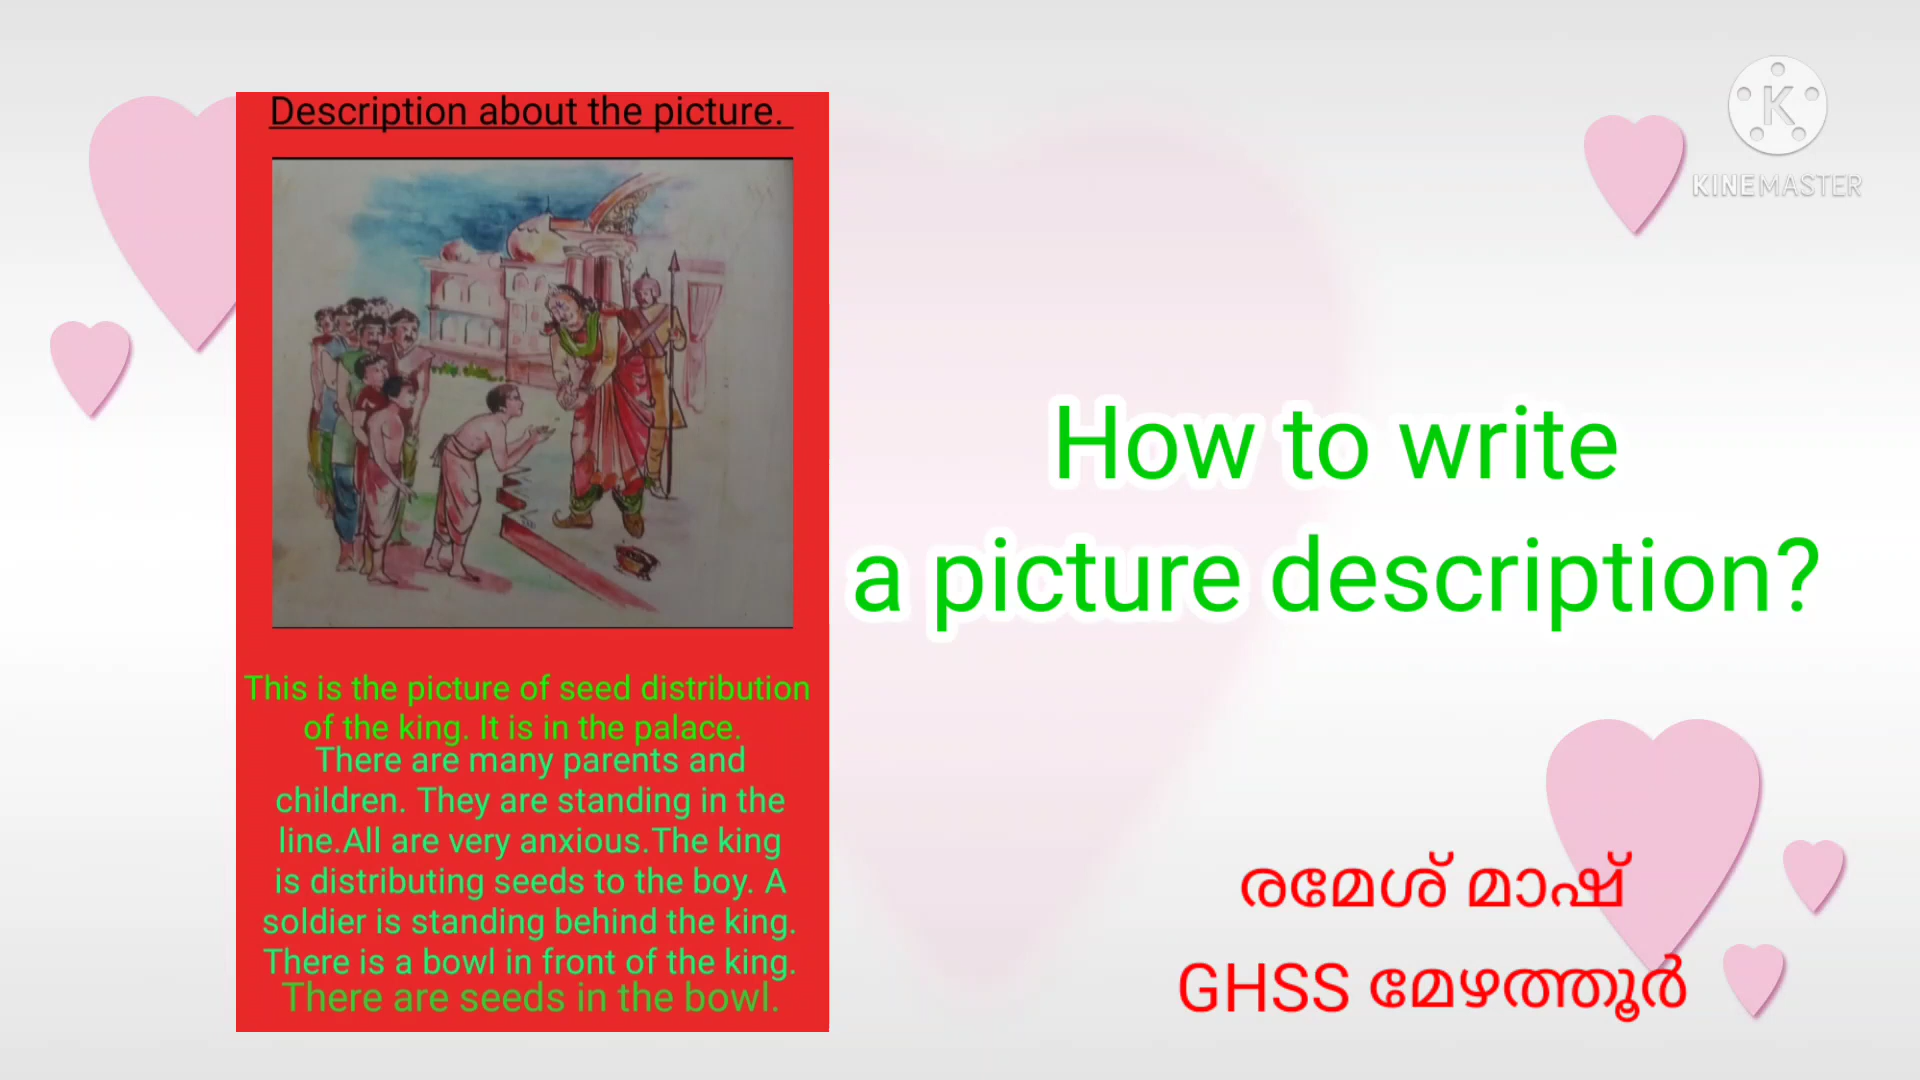 Description about the picture.
This is the picture of seed distribution
of the king. It is in the palace.
There are many parents and
children. They are standing in the
line.All are very anxious.The king
is distributing seeds to the boy. A
soldier is standing behind the king.
There is a bowl in front of the king.
There are seeds in the bowl.
K
KINEMASTER
How to write
a picture description?
രമേശ് മാഷ്
GHSS മേഴത്തൂർ